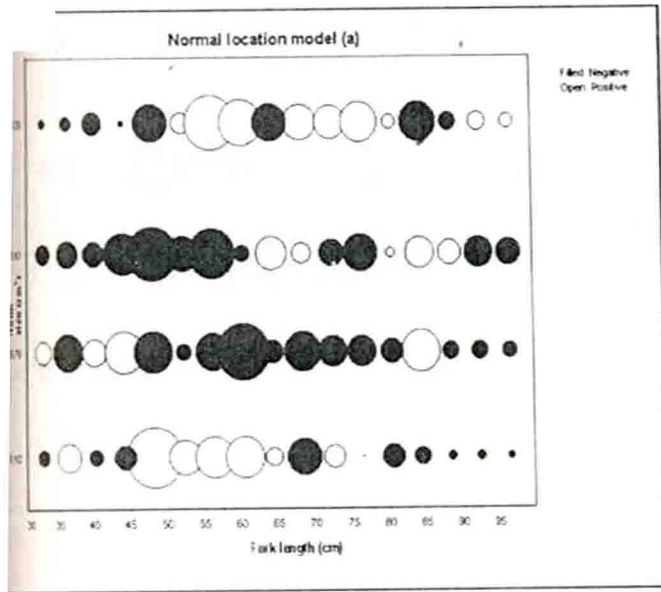 Normal location model (a)
Filled Negative
Open Positive
30 35 40 45 50 55 60 65 70 75 80 85 90 95
Fork length (cm)